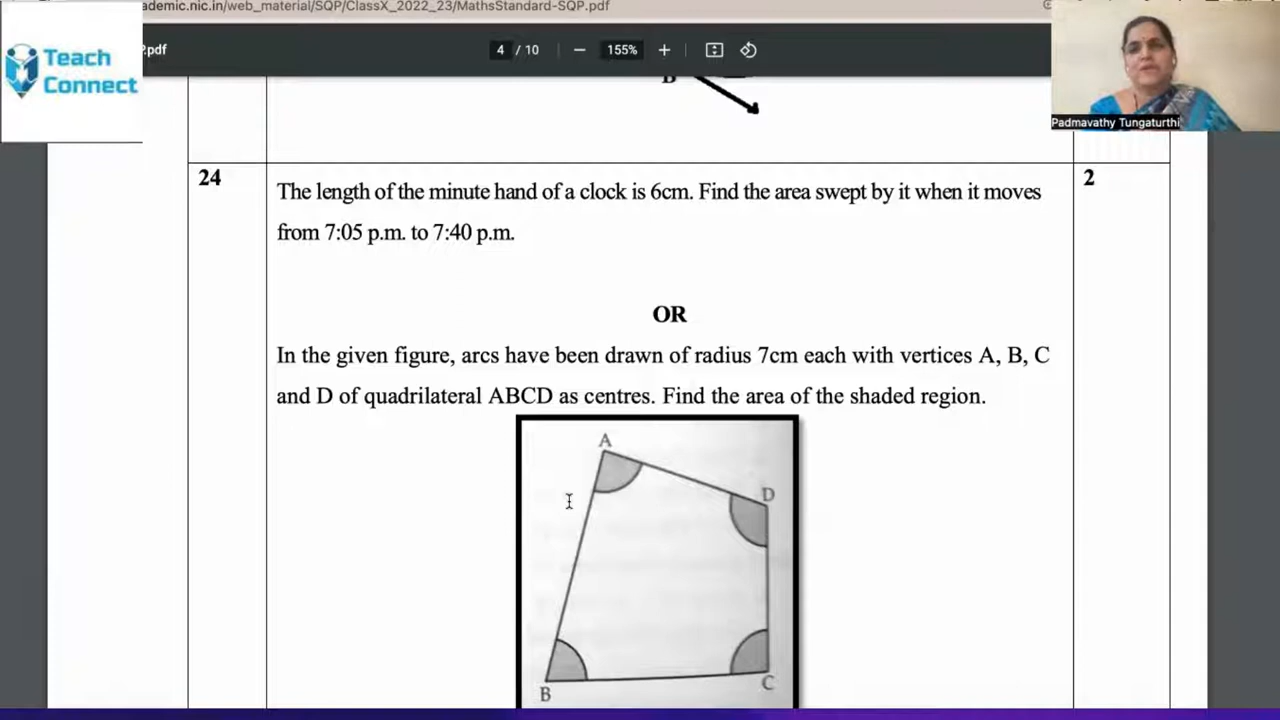 ademic.nic.in/web_material/SQP/ClassX_2022_23/MathsStandard-SQP.pdf
Teach
Connect
.pdf
4 / 10
155%
Padmavathy Tungaturthi
B
24
The length of the minute hand of a clock is 6cm. Find the area swept by it when it moves
2
from 7:05 p.m. to 7:40 p.m.
OR
In the given figure, arcs have been drawn of radius 7cm each with vertices A, B, C
and D of quadrilateral ABCD as centres. Find the area of the shaded region.
A
D
B
C